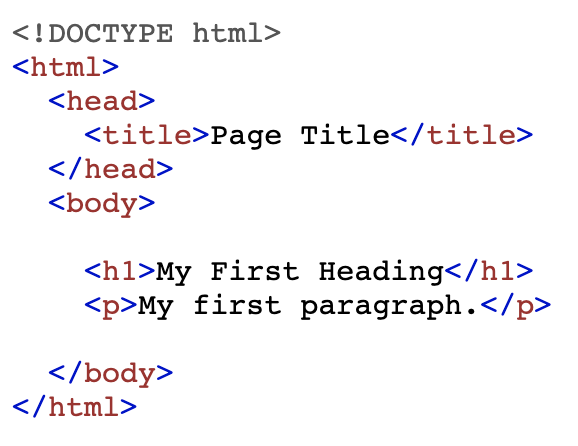 <!DOCTYPE html>
<html>
  <head>
    <title>Page Title</title>
  </head>
  <body>

    <h1>My First Heading</h1>
    <p>My first paragraph.</p>

  </body>
</html>